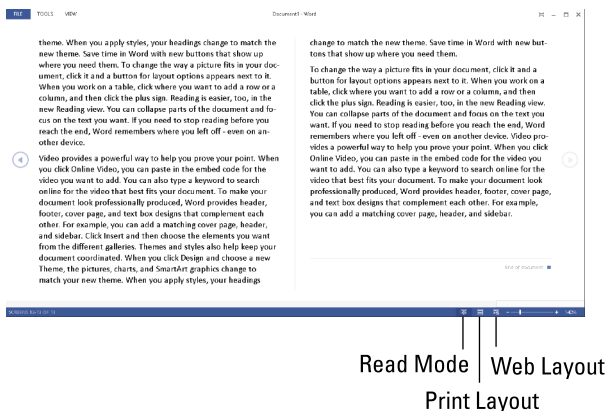 FILE TOOLS VIEW Document1 - Word
theme. When you apply styles, your headings change to match the
new theme. Save time in Word with new buttons that show up
where you need them. To change the way a picture fits in your doc-
ument, click it and a button for layout options appears next to it.
When you work on a table, click where you want to add a row or a
column, and then click the plus sign. Reading is easier, too, in the
new Reading view. You can collapse parts of the document and fo-
cus on the text you want. If you need to stop reading before you
reach the end, Word remembers where you left off - even on an-
other device.
Video provides a powerful way to help you prove your point. When
you click Online Video, you can paste in the embed code for the
video you want to add. You can also type a keyword to search
online for the video that best fits your document. To make your
document look professionally produced, Word provides header,
footer, cover page, and text box designs that complement each
other. For example, you can add a matching cover page, header,
and sidebar. Click Insert and then choose the elements you want
from the different galleries. Themes and styles also help keep your
document coordinated. When you click Design and choose a new
Theme, the pictures, charts, and SmartArt graphics change to
match your new theme. When you apply styles, your headings
change to match the new theme. Save time in Word with new but-
tons that show up where you need them.
To change the way a picture fits in your document, click it and a
button for layout options appears next to it. When you work on a
table, click where you want to add a row or a column, and then
click the plus sign. Reading is easier, too, in the new Reading view.
You can collapse parts of the document and focus on the text you
want. If you need to stop reading before you reach the end, Word
remembers where you left off - even on another device. Video pro-
vides a powerful way to help you prove your point. When you click
Online Video, you can paste in the embed code for the video you
want to add. You can also type a keyword to search online for the
video that best fits your document. To make your document look
professionally produced, Word provides header, footer, cover page,
and text box designs that complement each other. For example,
you can add a matching cover page, header, and sidebar.
End of document
Read Mode
Web Layout
Print Layout